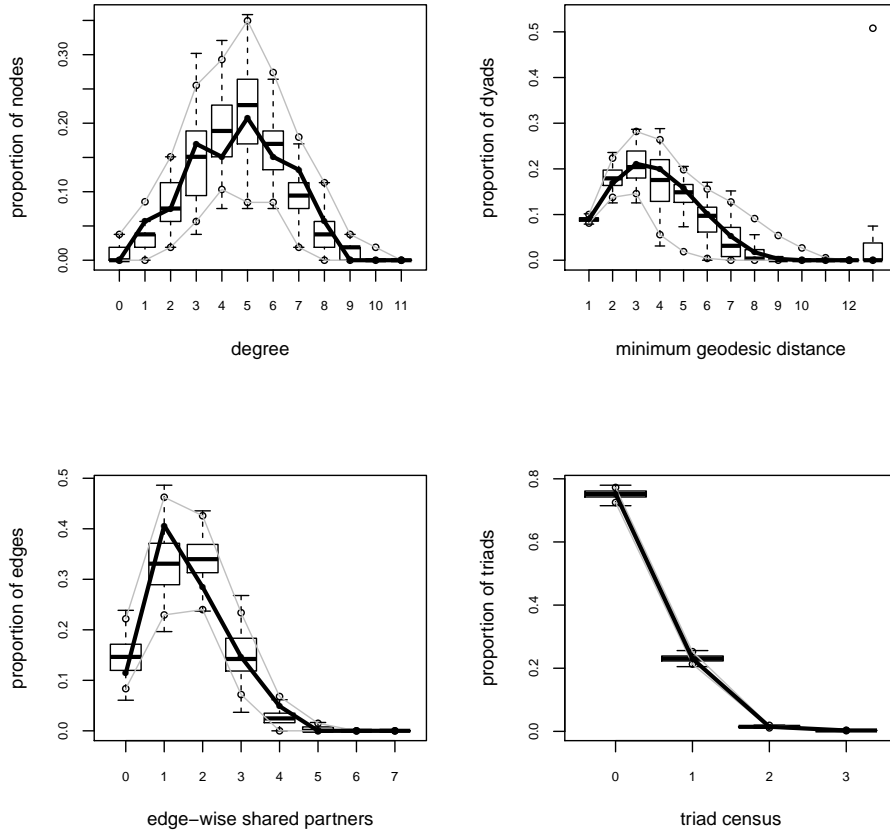 proportion of nodes
0.00 0.10 0.20 0.30
0 1 2 3 4 5 6 7 8 9 10 11
degree
proportion of dyads
0.0 0.1 0.2 0.3 0.4 0.5
1 2 3 4 5 6 7 8 9 10 12
minimum geodesic distance
proportion of edges
0.0 0.1 0.2 0.3 0.4 0.5
0 1 2 3 4 5 6 7
edge−wise shared partners
proportion of triads
0.0 0.2 0.4 0.6 0.8
0 1 2 3
triad census